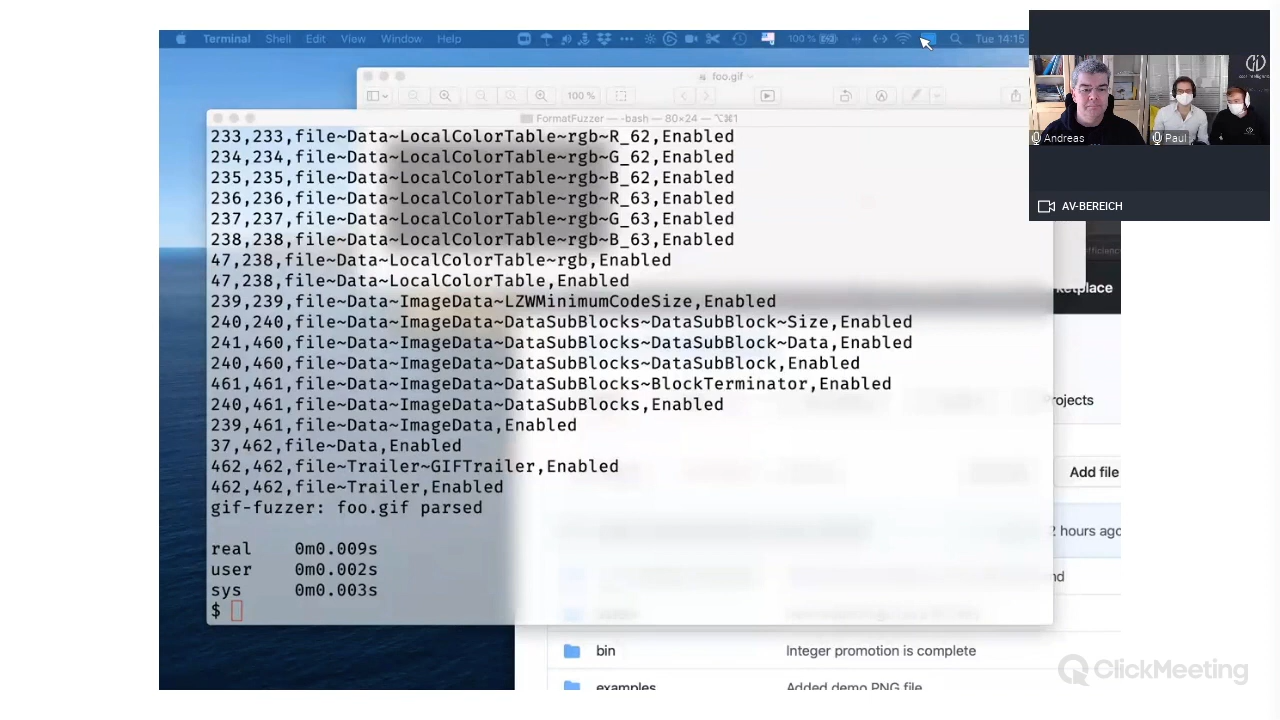 Terminal Shell Edit View Window Help 100 % Tue 14:15
foo.gif
100 %
FormatFuzzer — -bash — 80×24 — ⌥⌘1
233,233,file~Data~LocalColorTable~rgb~R_62,Enabled
234,234,file~Data~LocalColorTable~rgb~G_62,Enabled
235,235,file~Data~LocalColorTable~rgb~B_62,Enabled
236,236,file~Data~LocalColorTable~rgb~R_63,Enabled
237,237,file~Data~LocalColorTable~rgb~G_63,Enabled
238,238,file~Data~LocalColorTable~rgb~B_63,Enabled
47,238,file~Data~LocalColorTable~rgb,Enabled
47,238,file~Data~LocalColorTable,Enabled
239,239,file~Data~ImageData~LZWMinimumCodeSize,Enabled
240,240,file~Data~ImageData~DataSubBlocks~DataSubBlock~Size,Enabled
241,460,file~Data~ImageData~DataSubBlocks~DataSubBlock~Data,Enabled
240,460,file~Data~ImageData~DataSubBlocks~DataSubBlock,Enabled
461,461,file~Data~ImageData~DataSubBlocks~BlockTerminator,Enabled
240,461,file~Data~ImageData~DataSubBlocks,Enabled
239,461,file~Data~ImageData,Enabled
37,462,file~Data,Enabled
462,462,file~Trailer~GIFTrailer,Enabled
462,462,file~Trailer,Enabled
gif-fuzzer: foo.gif parsed
real 0m0.009s
user 0m0.002s
sys 0m0.003s
$
Andreas
Paul
AV-BEREICH
efficienc
ketplace
rojects
Add file
2 hours ago
nd
bin Integer promotion is complete
examples Added demo PNG file
ClickMeeting